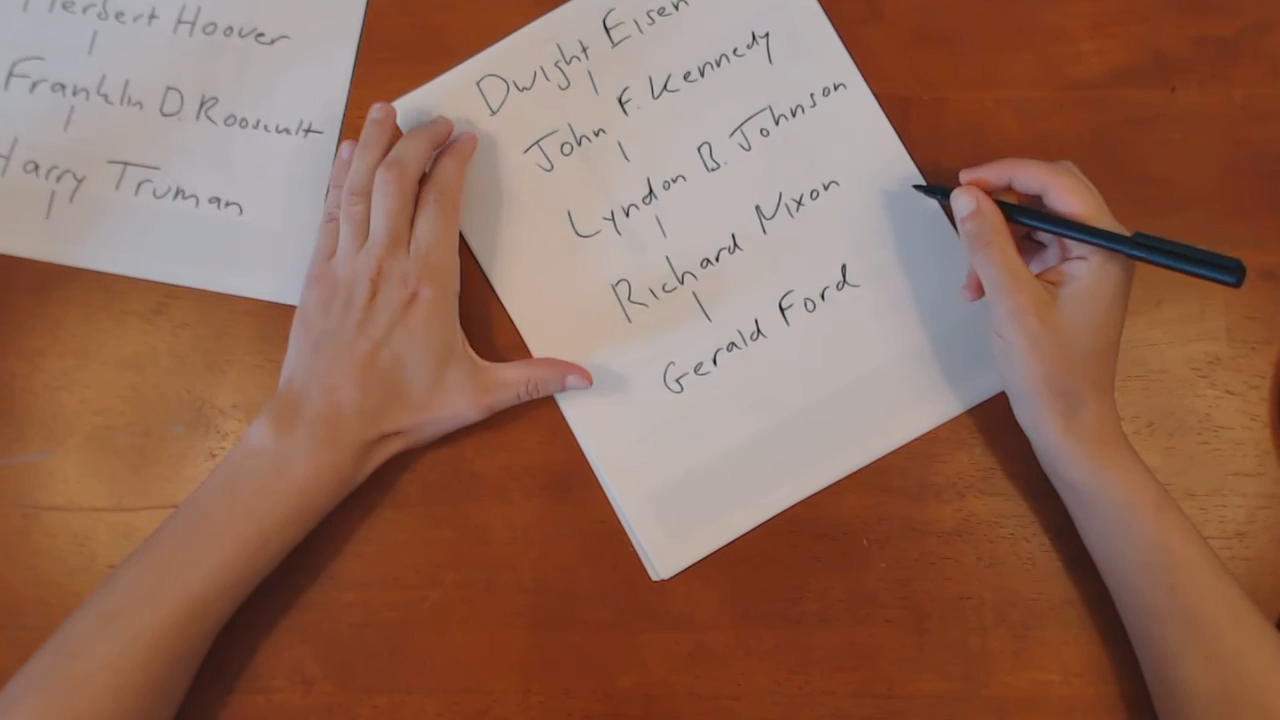 Herbert Hoover
Franklin D. Roosevelt
Harry Truman
Dwight Eisen
John F. Kennedy
Lyndon B. Johnson
Richard Nixon
Gerald Ford